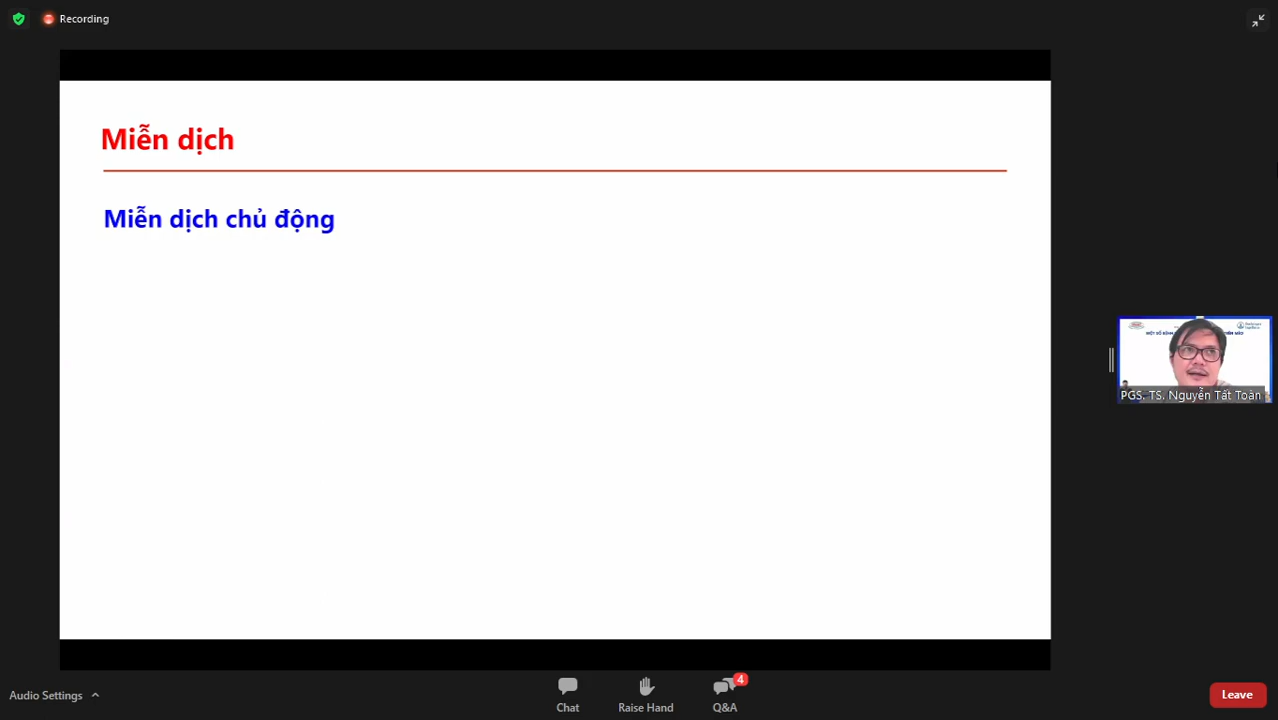 Recording
Miễn dịch
Miễn dịch chủ động
PGS. TS. Nguyễn Tất Toàn
Audio Settings
Chat
Raise Hand
4
Q&A
Leave